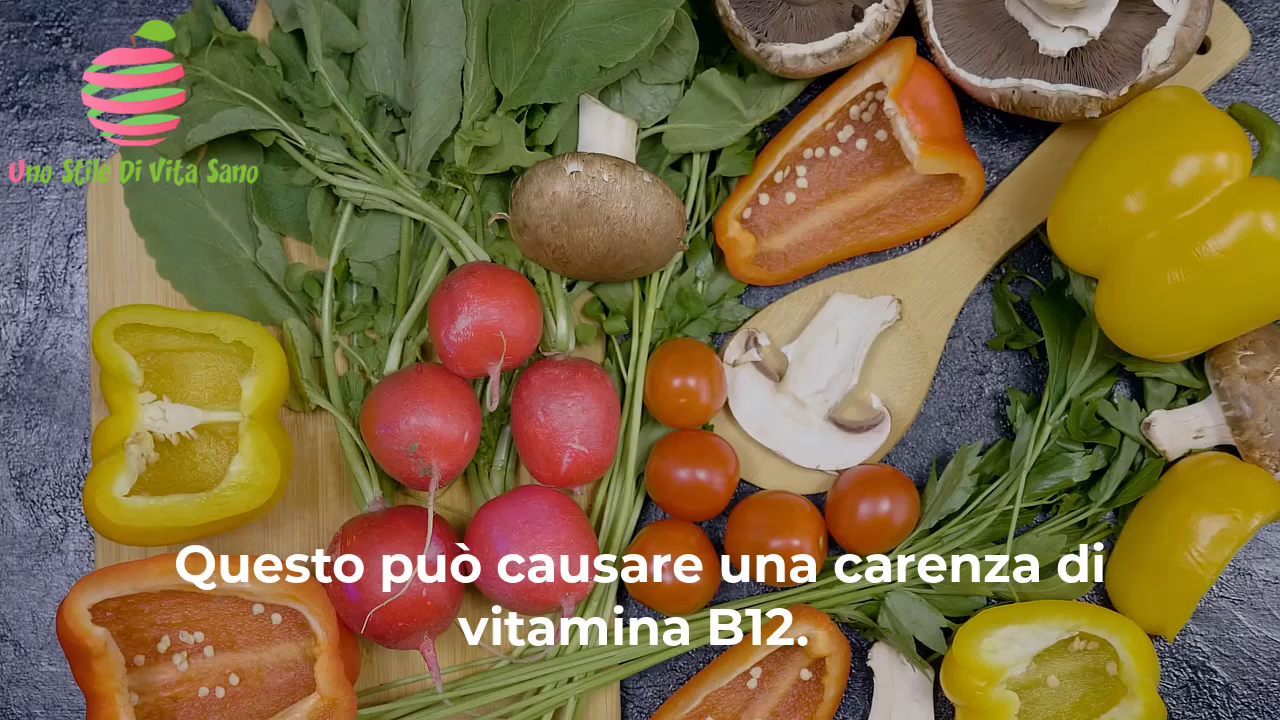 Uno Stile Di Vita Sano
Questo può causare una carenza di
vitamina B12.